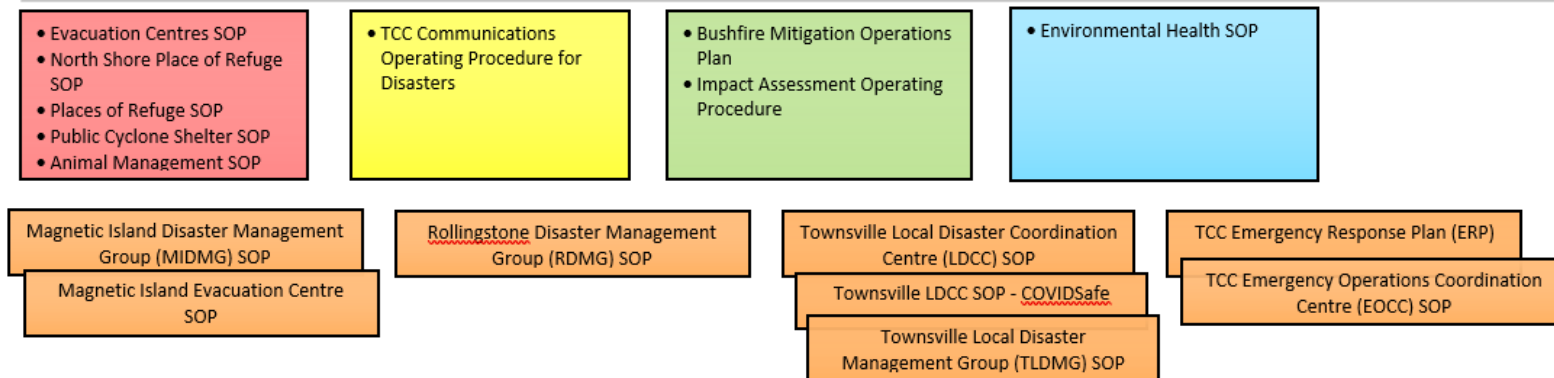 • Evacuation Centres SOP
• North Shore Place of Refuge
SOP
• Places of Refuge SOP
• Public Cyclone Shelter SOP
• Animal Management SOP
• TCC Communications
Operating Procedure for
Disasters
• Bushfire Mitigation Operations
Plan
• Impact Assessment Operating
Procedure
• Environmental Health SOP
Magnetic Island Disaster Management
Group (MIDMG) SOP
Magnetic Island Evacuation Centre
SOP
Rollingstone Disaster Management
Group (RDMG) SOP
Townsville Local Disaster Coordination
Centre (LDCC) SOP
Townsville LDCC SOP - COVIDSafe
Townsville Local Disaster
Management Group (TLDMG) SOP
TCC Emergency Response Plan (ERP)
TCC Emergency Operations Coordination
Centre (EOCC) SOP